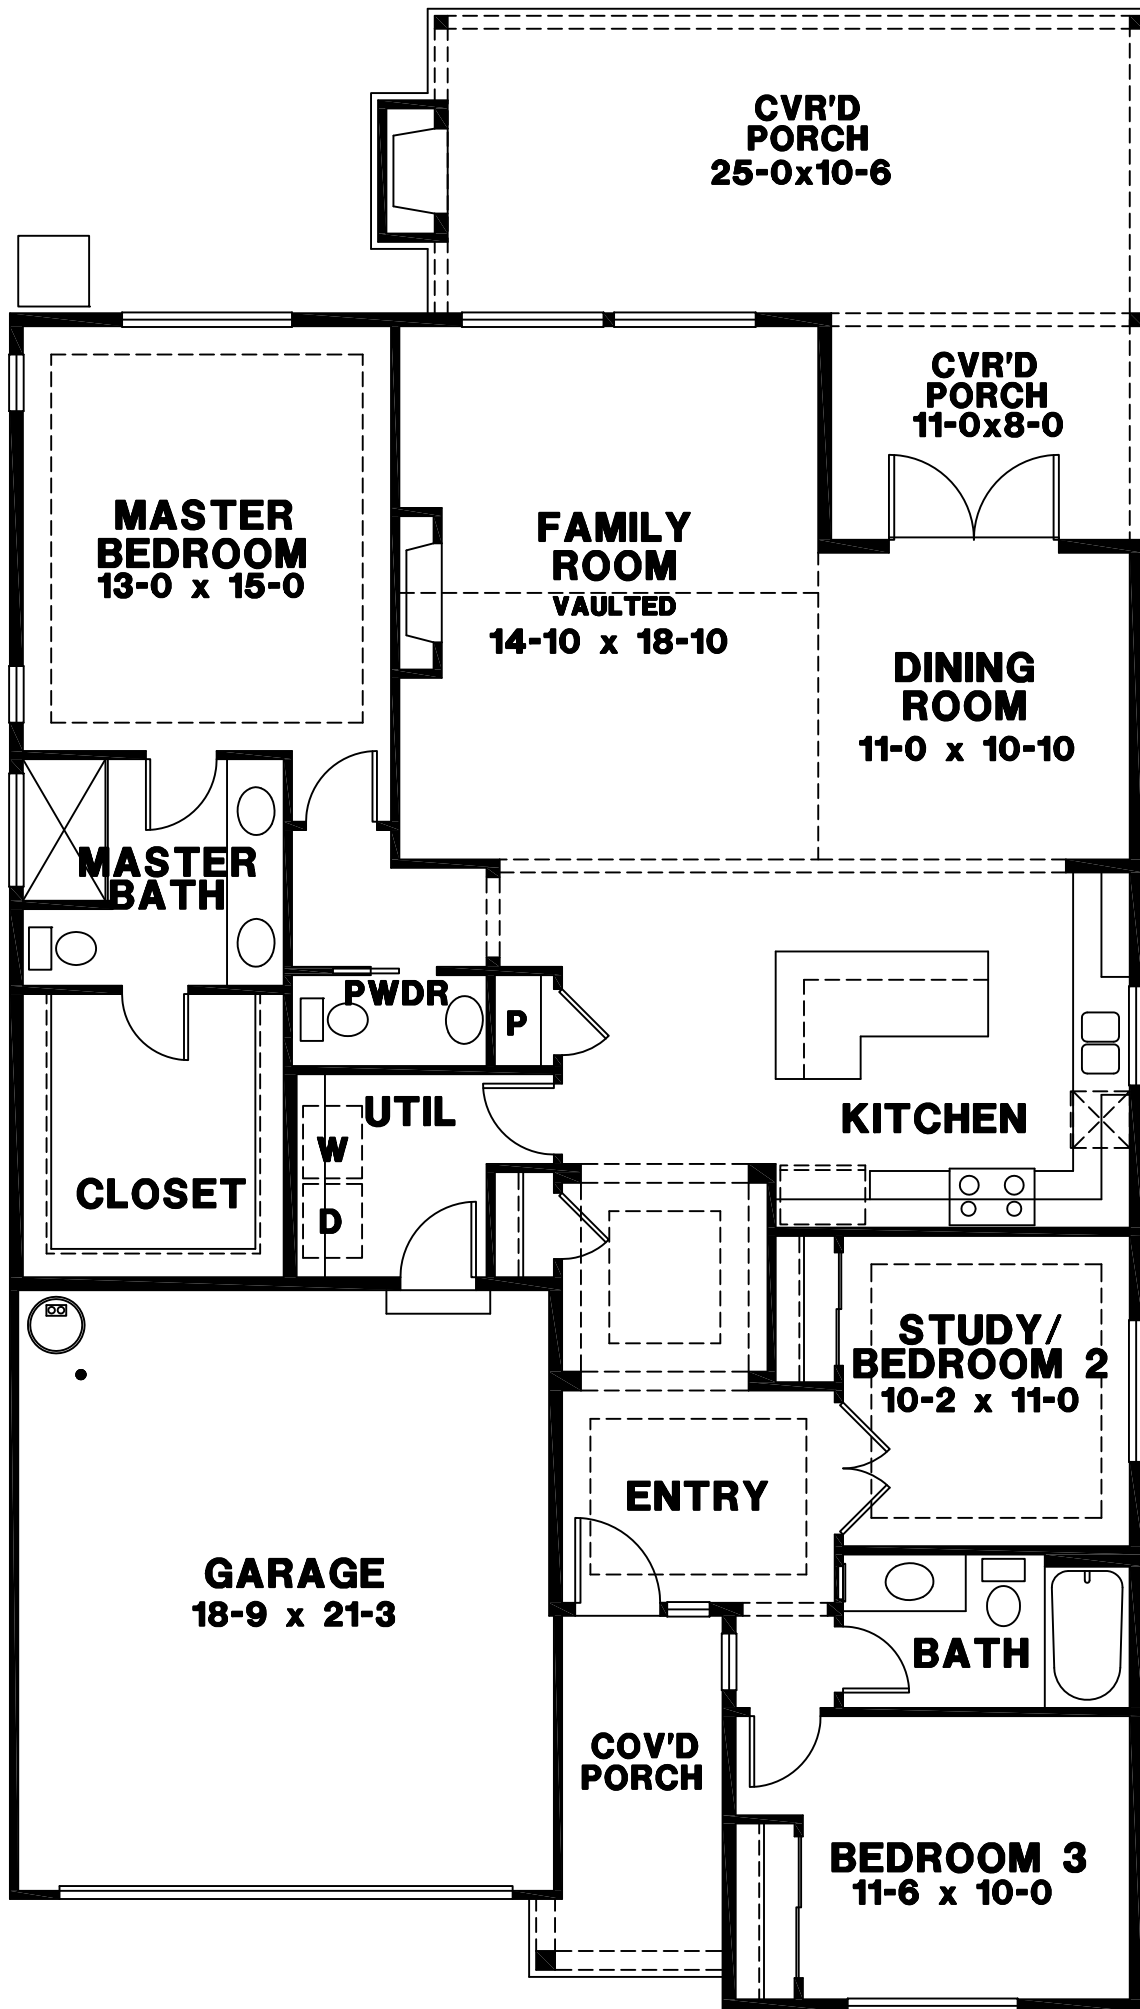 CVR'D
PORCH
25-0x10-6
CVR'D
PORCH
11-0x8-0
MASTER
BEDROOM
13-0 x 15-0
FAMILY
ROOM
VAULTED
14-10 x 18-10
DINING
ROOM
11-0 x 10-10
MASTER
BATH
PWDR
P
UTIL
W
D
KITCHEN
CLOSET
STUDY/
BEDROOM 2
10-2 x 11-0
ENTRY
GARAGE
18-9 x 21-3
BATH
COV'D
PORCH
BEDROOM 3
11-6 x 10-0